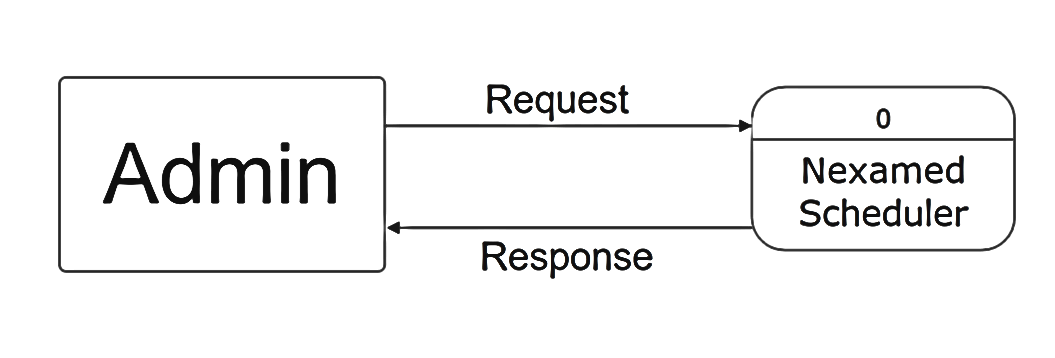 Admin
Request
0
Nexamed
Scheduler
Response